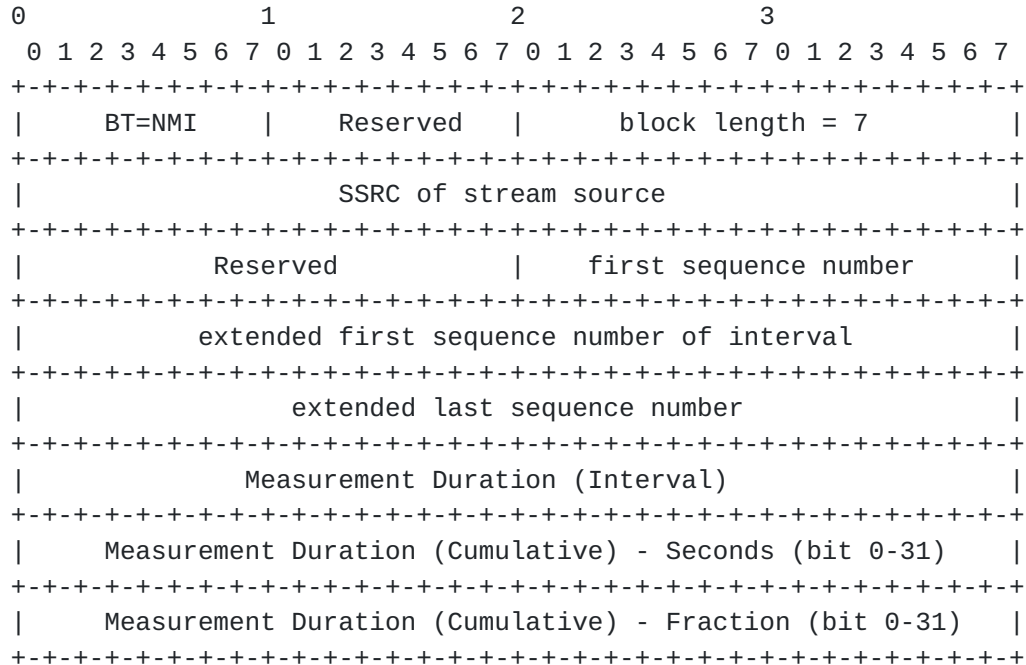 0                   1                   2                   3
 0 1 2 3 4 5 6 7 0 1 2 3 4 5 6 7 0 1 2 3 4 5 6 7 0 1 2 3 4 5 6 7
+-+-+-+-+-+-+-+-+-+-+-+-+-+-+-+-+-+-+-+-+-+-+-+-+-+-+-+-+-+-+-+-+
|     BT=NMI    |    Reserved   |      block length = 7         |
+-+-+-+-+-+-+-+-+-+-+-+-+-+-+-+-+-+-+-+-+-+-+-+-+-+-+-+-+-+-+-+-+
|                    SSRC of stream source                      |
+-+-+-+-+-+-+-+-+-+-+-+-+-+-+-+-+-+-+-+-+-+-+-+-+-+-+-+-+-+-+-+-+
|            Reserved           |    first sequence number      |
+-+-+-+-+-+-+-+-+-+-+-+-+-+-+-+-+-+-+-+-+-+-+-+-+-+-+-+-+-+-+-+-+
|           extended first sequence number of interval          |
+-+-+-+-+-+-+-+-+-+-+-+-+-+-+-+-+-+-+-+-+-+-+-+-+-+-+-+-+-+-+-+-+
|                 extended last sequence number                 |
+-+-+-+-+-+-+-+-+-+-+-+-+-+-+-+-+-+-+-+-+-+-+-+-+-+-+-+-+-+-+-+-+
|              Measurement Duration (Interval)                  |
+-+-+-+-+-+-+-+-+-+-+-+-+-+-+-+-+-+-+-+-+-+-+-+-+-+-+-+-+-+-+-+-+
|     Measurement Duration (Cumulative) - Seconds (bit 0-31)    |
+-+-+-+-+-+-+-+-+-+-+-+-+-+-+-+-+-+-+-+-+-+-+-+-+-+-+-+-+-+-+-+-+
|     Measurement Duration (Cumulative) - Fraction (bit 0-31)   |
+-+-+-+-+-+-+-+-+-+-+-+-+-+-+-+-+-+-+-+-+-+-+-+-+-+-+-+-+-+-+-+-+